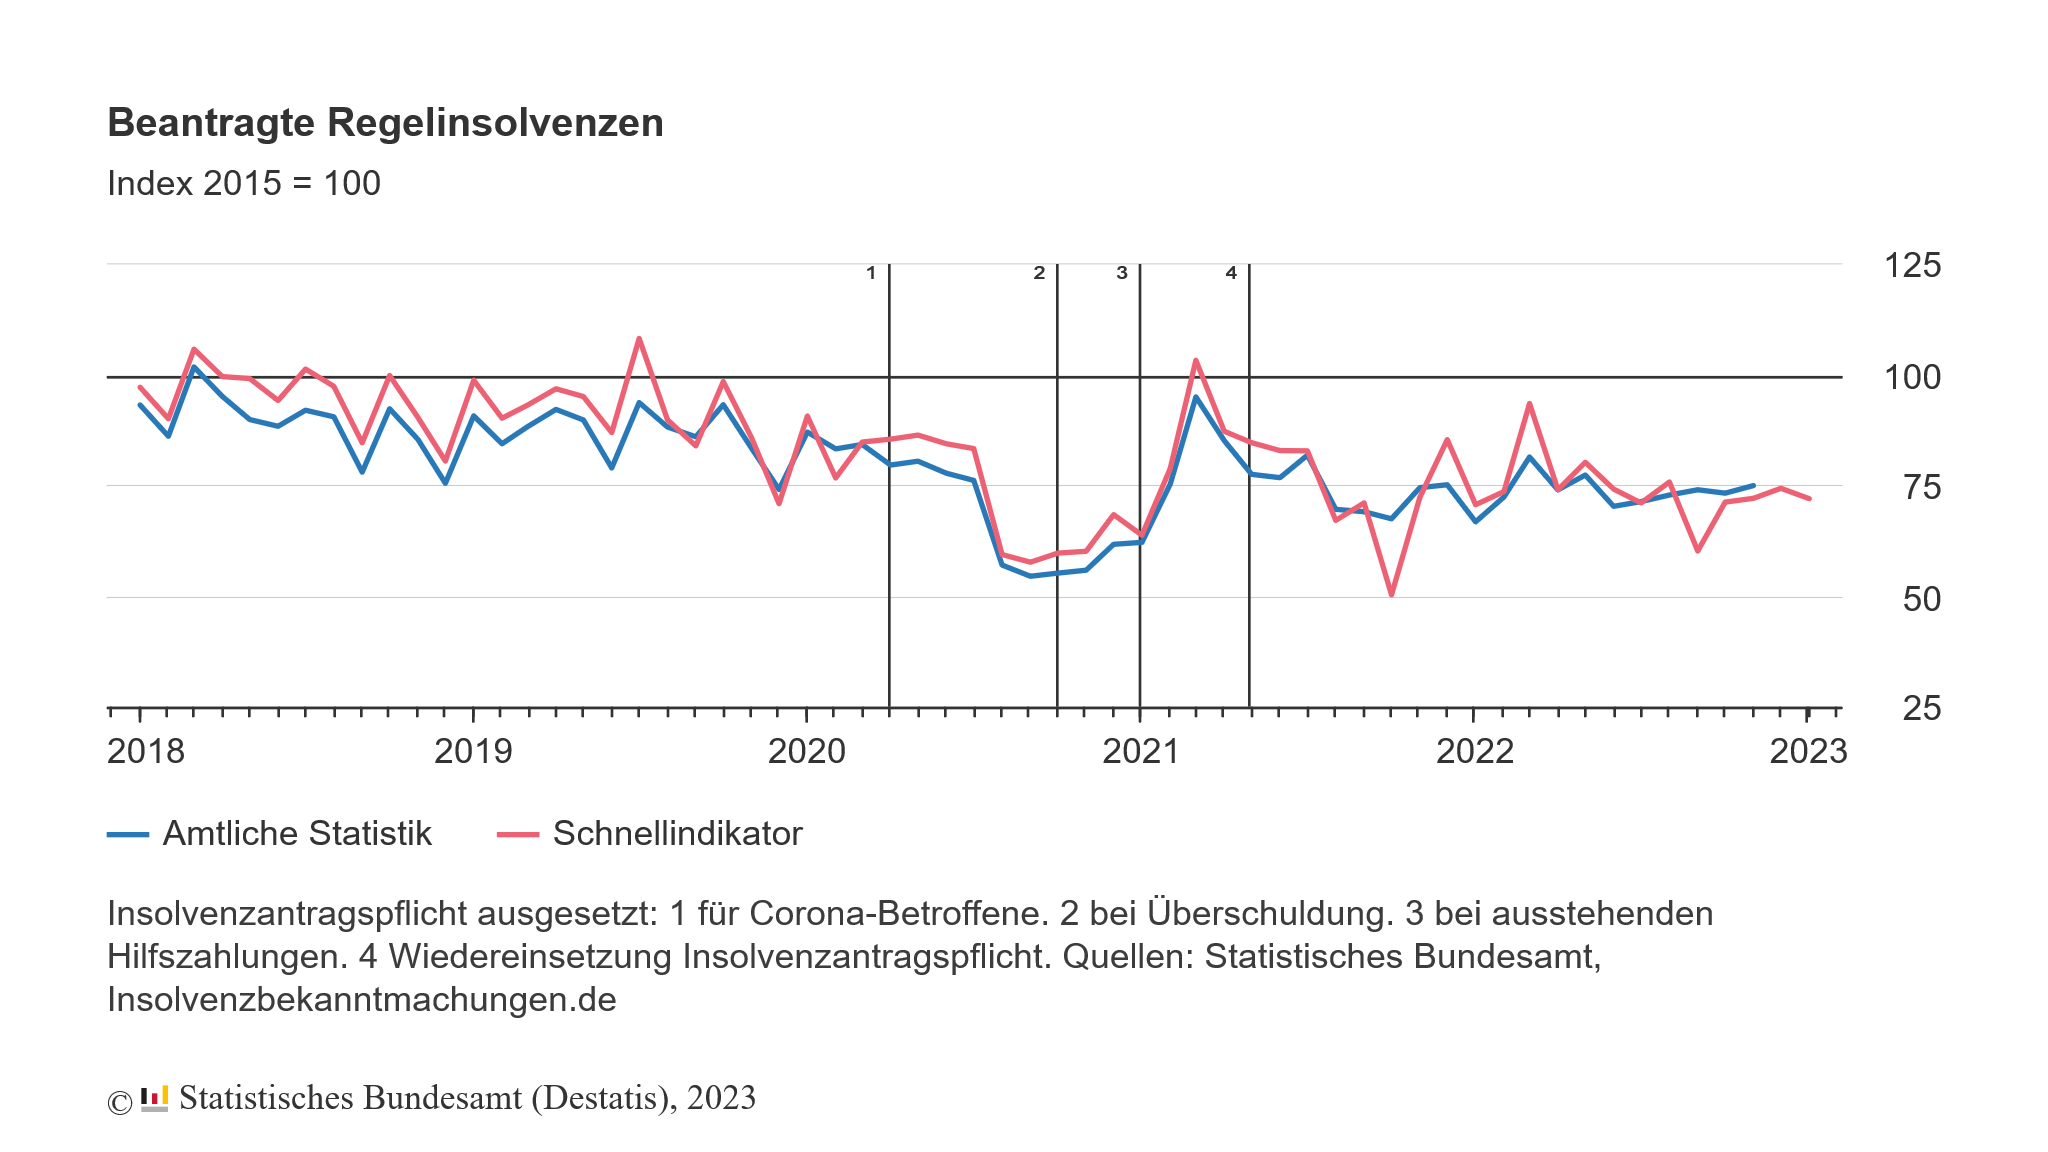 Beantragte Regelinsolvenzen
Index 2015 = 100
125
1 2 3 4
100
75
50
25
2018 2019 2020 2021 2022 2023
Amtliche Statistik Schnellindikator
Insolvenzantragspflicht ausgesetzt: 1 für Corona-Betroffene. 2 bei Überschuldung. 3 bei ausstehenden
Hilfszahlungen. 4 Wiedereinsetzung Insolvenzantragspflicht. Quellen: Statistisches Bundesamt,
Insolvenzbekanntmachungen.de
© Statistisches Bundesamt (Destatis), 2023